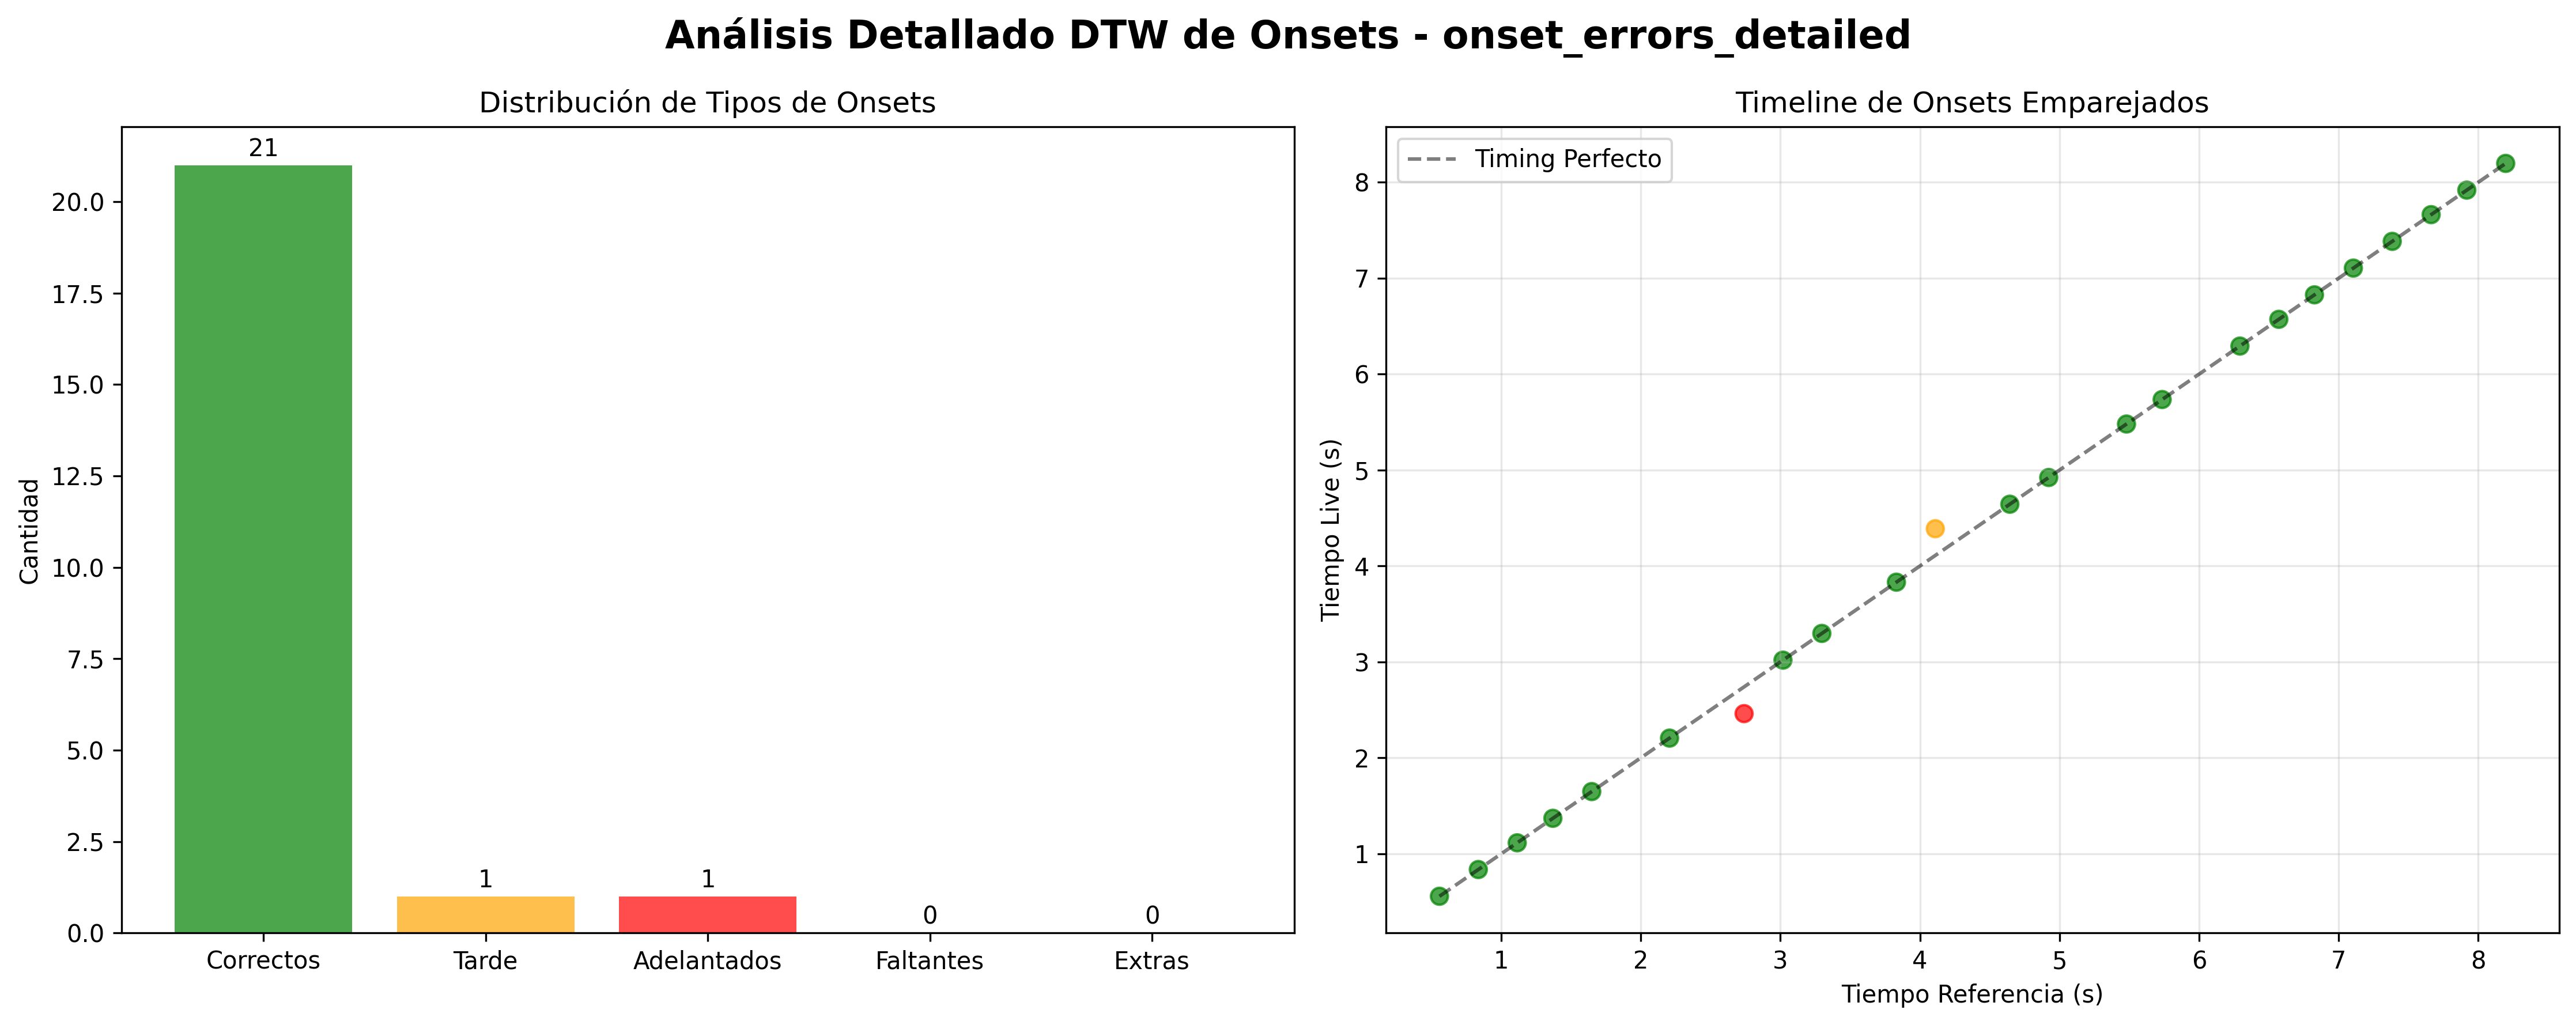 Análisis Detallado DTW de Onsets - onset_errors_detailed
Distribución de Tipos de Onsets
Cantidad
20.0
17.5
15.0
12.5
10.0
7.5
5.0
2.5
0.0
21
1
1
0
0
Correctos
Tarde
Adelantados
Faltantes
Extras
Timeline de Onsets Emparejados
Timing Perfecto
Tiempo Live (s)
8
7
6
5
4
3
2
1
1
2
3
4
5
6
7
8
Tiempo Referencia (s)